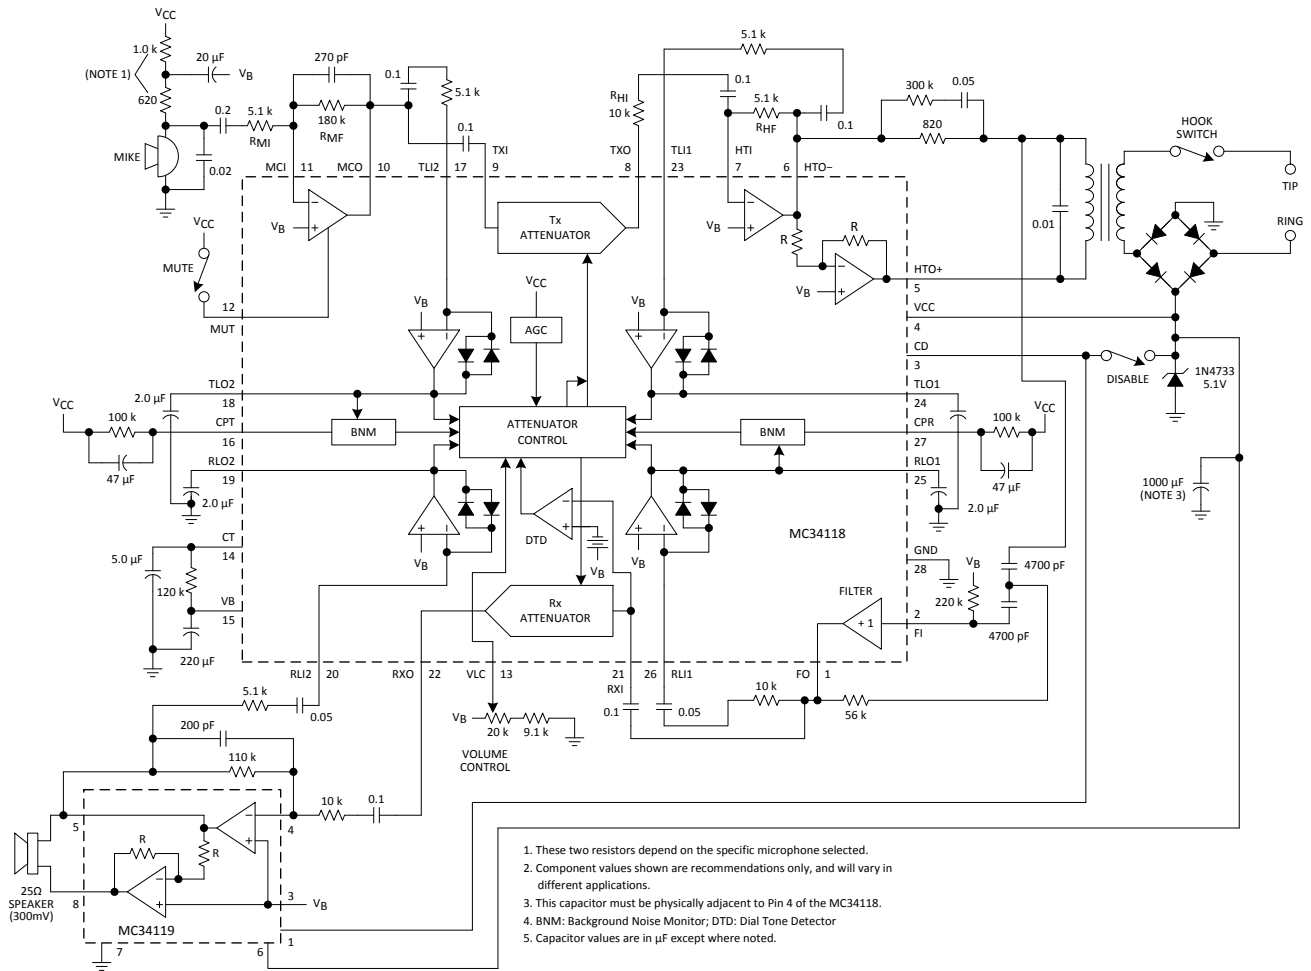 VCC
1.0 k
(NOTE 1)
620
20 µF
VB
0.2
5.1 k
RMI
MIKE
0.02
270 pF
180 k
RMF
0.1
5.1 k
0.1
TXI
RHI
10 k
TXO
TLI1
5.1 k
0.1
5.1 k
RHF
HTI
0.1
HTO−
300 k
0.05
820
HOOK
SWITCH
TIP
RING
0.01
MCI
11
MCO
10
TLI2
17
9
8
23
7
6
VB
Tx
ATTENUATOR
VB
R
R
VB
HTO+
5
VCC
4
CD
3
DISABLE
1N4733
5.1V
VCC
MUTE
12
MUT
VB
VCC
AGC
VB
TLO2
18
2.0 µF
VCC
100 k
CPT
16
47 µF
BNM
ATTENUATOR
CONTROL
BNM
TLO1
24
CPR
27
100 k
VCC
47 µF
RLO2
19
2.0 µF
RLO1
25
2.0 µF
1000 µF
(NOTE 3)
DTD
VB
VB
VB
MC34118
CT
14
5.0 µF
120 k
VB
15
220 µF
Rx
ATTENUATOR
FILTER
+ 1
GND
28
VB
220 k
4700 pF
4700 pF
2
FI
RLI2
20
RXO
22
VLC
13
21
RXI
26
RLI1
FO
1
5.1 k
0.05
200 pF
110 k
VB
20 k
9.1 k
VOLUME
CONTROL
0.1
0.05
10 k
56 k
10 k
0.1
5
4
R
R
25Ω
SPEAKER
(300mV)
8
3
VB
MC34119
7
6
1
1. These two resistors depend on the specific microphone selected.
2. Component values shown are recommendations only, and will vary in
different applications.
3. This capacitor must be physically adjacent to Pin 4 of the MC34118.
4. BNM: Background Noise Monitor; DTD: Dial Tone Detector
5. Capacitor values are in µF except where noted.